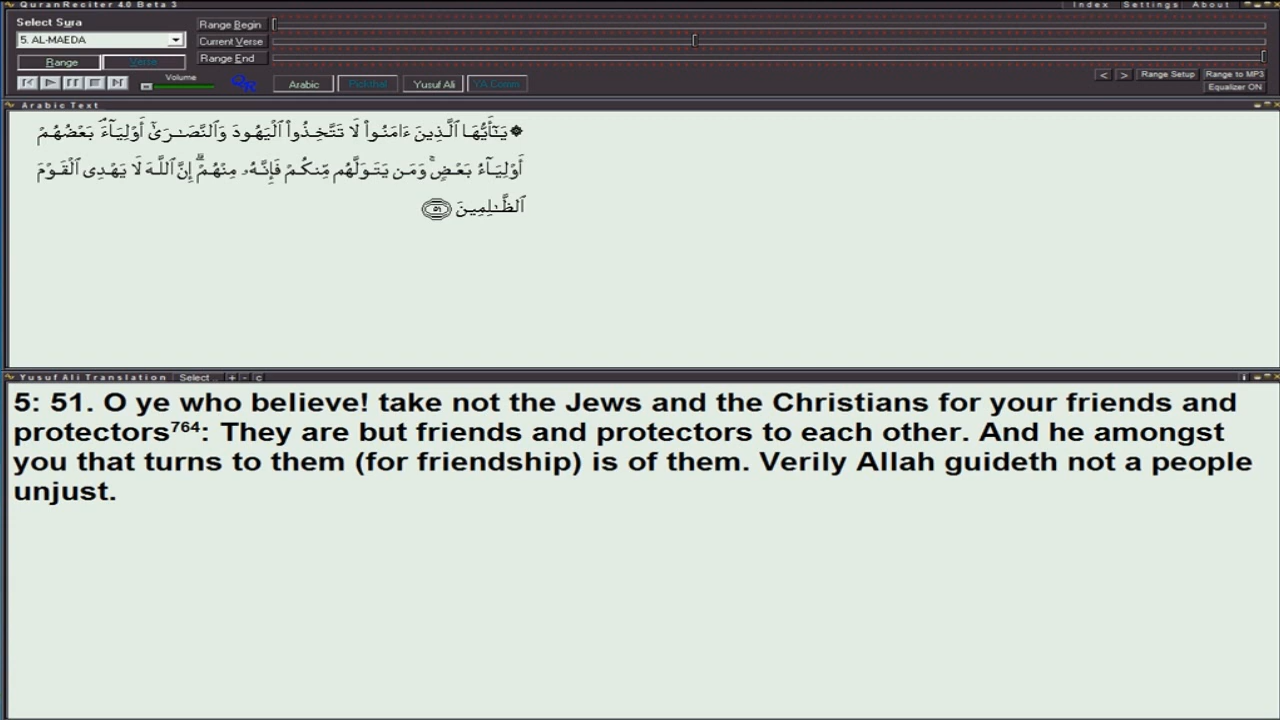 QuranReciter 4.0 Beta 3
Index Settings About
Select Sura
5. AL-MAEDA
Range Verse
Volume
Range Begin
Current Verse
Range End
Arabic Pickthal Yusuf Ali YA Comm
< > Range Setup Range to MP3
Equalizer ON
Arabic Text
۞ يَـٰٓأَيُّهَا ٱلَّذِينَ ءَامَنُوا۟ لَا تَتَّخِذُوا۟ ٱلْيَهُودَ وَٱلنَّصَـٰرَىٰٓ أَوْلِيَآءَ ۘ بَعْضُهُمْ
أَوْلِيَآءُ بَعْضٍ ۚ وَمَن يَتَوَلَّهُم مِّنكُمْ فَإِنَّهُۥ مِنْهُمْ ۗ إِنَّ ٱللَّهَ لَا يَهْدِى ٱلْقَوْمَ
ٱلظَّـٰلِمِينَ ٥١
Yusuf Ali Translation Select.. + - c
5: 51. O ye who believe! take not the Jews and the Christians for your friends and
protectors⁷⁶⁴: They are but friends and protectors to each other. And he amongst
you that turns to them (for friendship) is of them. Verily Allah guideth not a people
unjust.